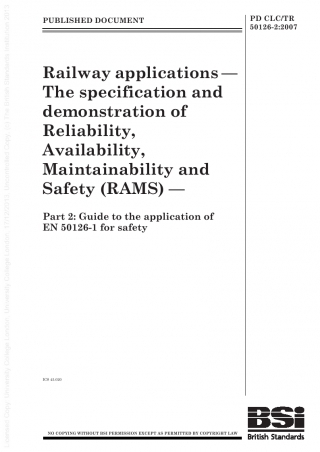 PUBLISHED DOCUMENT
PD CLC/TR
50126-2:2007
Railway applications —
The specification and
demonstration of
Reliability,
Availability,
Maintainability and
Safety (RAMS) —
Part 2: Guide to the application of
EN 50126-1 for safety
NO COPYING WITHOUT BSI PERMISSION EXCEPT AS PERMITTED BY COPYRIGHT LAW
BSi
British Standards